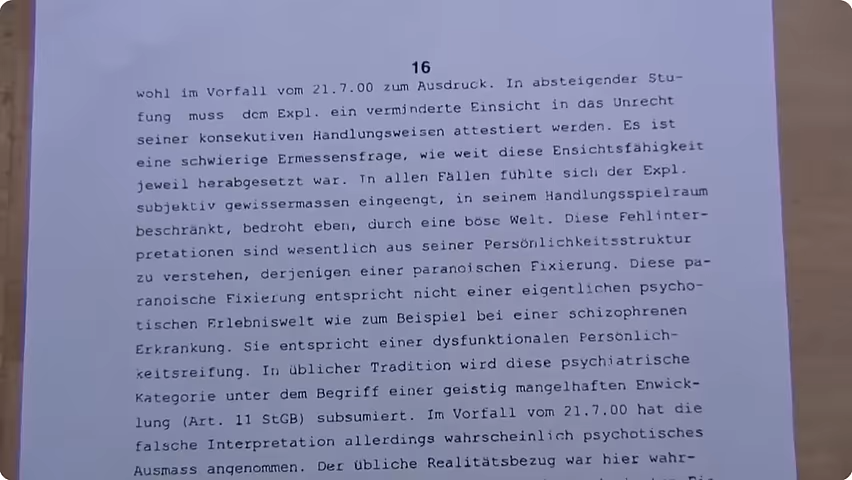 16
wohl im Vorfall vom 21.7.00 zum Ausdruck. In absteigender Stu-
fung muss dem Expl. ein verminderte Einsicht in das Unrecht
seiner konsekutiven Handlungsweisen attestiert werden. Es ist
eine schwierige Ermessensfrage, wie weit diese Ensichtsfähigkeit
jeweil herabgesetzt war. In allen Fällen fühlte sich der Expl.
subjektiv gewissermassen eingeengt, in seinem Handlungsspielraum
beschränkt, bedroht eben, durch eine böse Welt. Diese Fehlinter-
pretationen sind wesentlich aus seiner Persönlichkeitsstruktur
zu verstehen, derjenigen einer paranoischen Fixierung. Diese pa-
ranoische Fixierung entspricht nicht einer eigentlichen psycho-
tischen Erlebniswelt wie zum Beispiel bei einer schizophrenen
Erkrankung. Sie entspricht einer dysfunktionalen Persönlich-
keitsreifung. In üblicher Tradition wird diese psychiatrische
Kategorie unter dem Begriff einer geistig mangelhaften Enwick-
lung (Art. 11 StGB) subsumiert. Im Vorfall vom 21.7.00 hat die
falsche Interpretation allerdings wahrscheinlich psychotisches
Ausmass angenommen. Der übliche Realitätsbezug war hier wahr-